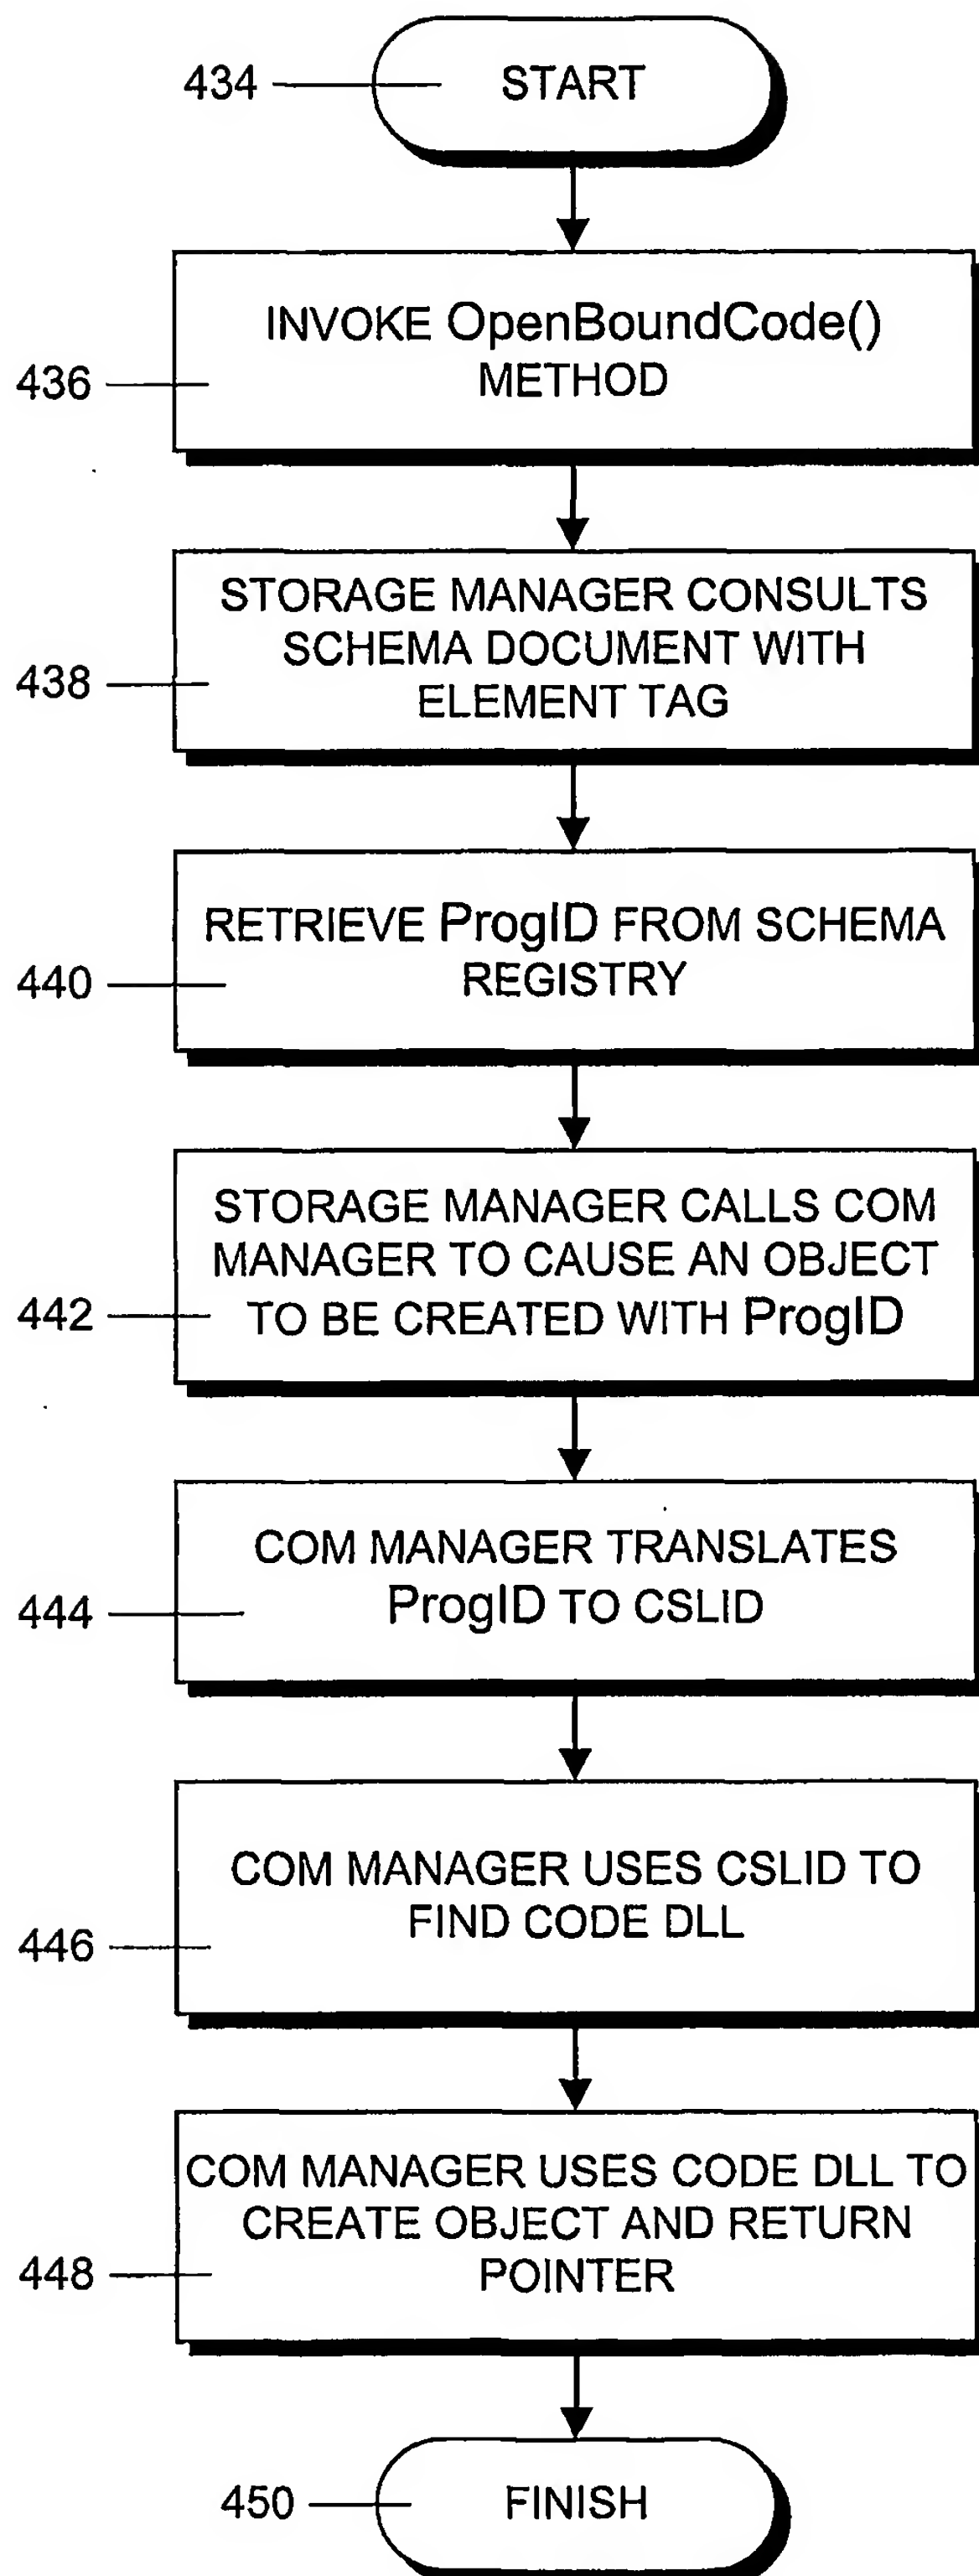 434
START
INVOKE OpenBoundCode()
METHOD
436
STORAGE MANAGER CONSULTS
SCHEMA DOCUMENT WITH
ELEMENT TAG
438
RETRIEVE ProgID FROM SCHEMA
REGISTRY
440
STORAGE MANAGER CALLS COM
MANAGER TO CAUSE AN OBJECT
TO BE CREATED WITH ProgID
442
COM MANAGER TRANSLATES
ProgID TO CSLID
444
COM MANAGER USES CSLID TO
FIND CODE DLL
446
COM MANAGER USES CODE DLL TO
CREATE OBJECT AND RETURN
POINTER
448
450
FINISH